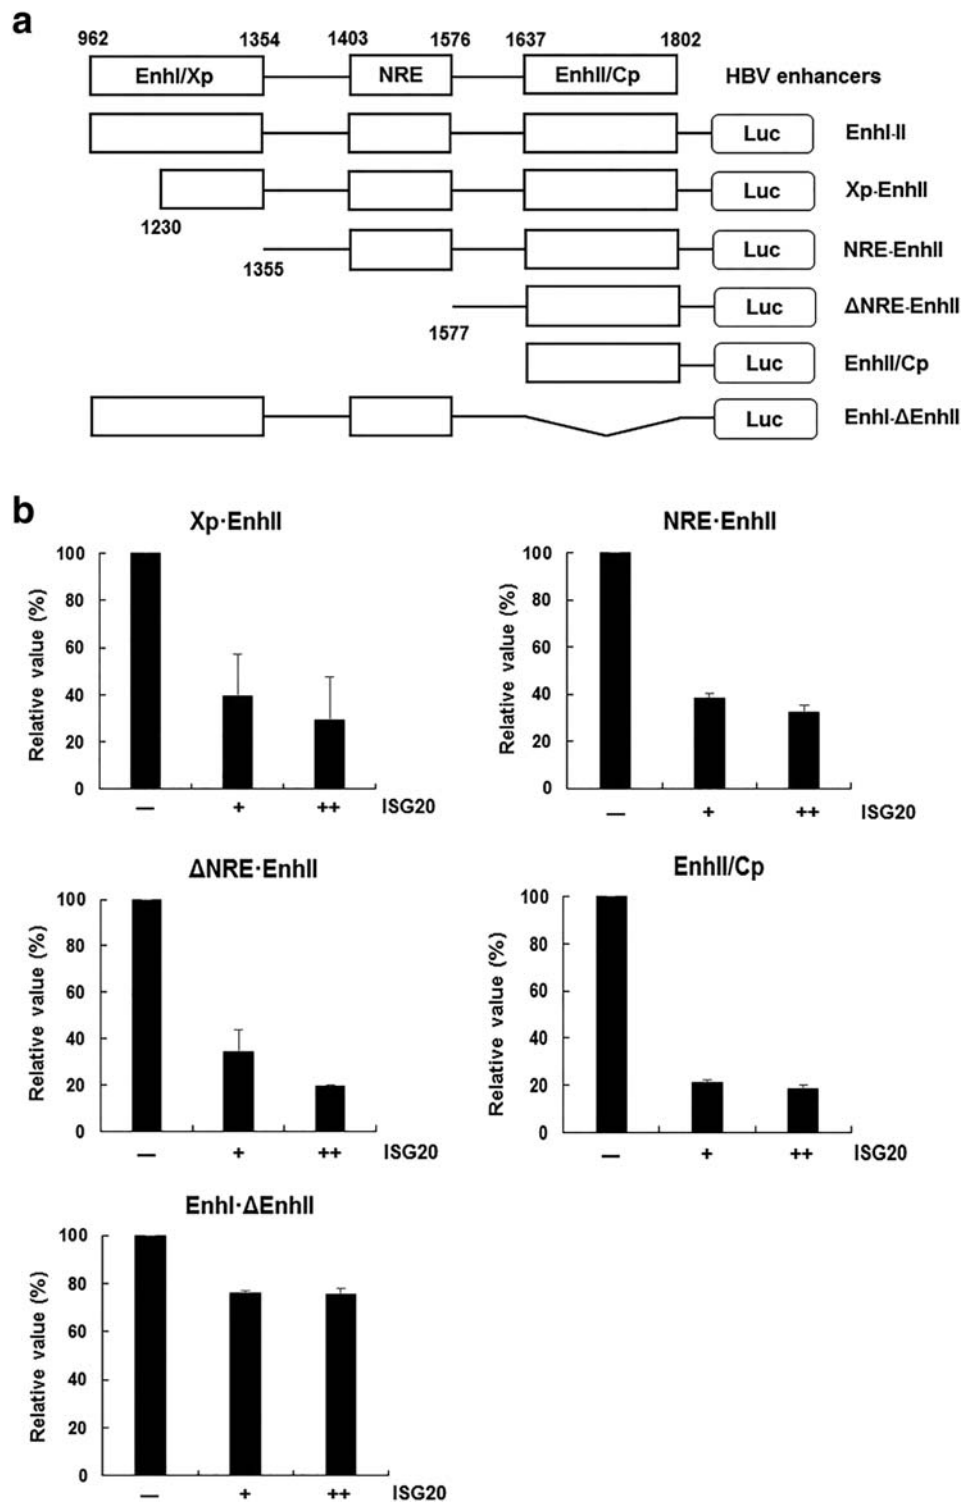 a
962 1354 1403 1576 1637 1802
EnhI/Xp NRE EnhII/Cp HBV enhancers
Luc EnhI-II
Luc Xp-EnhII
1230
Luc NRE-EnhII
1355
Luc ΔNRE-EnhII
1577
Luc EnhII/Cp
Luc EnhI-ΔEnhII
b
Xp·EnhII
Relative value (%)
100
80
60
40
20
0
— + ++ ISG20
NRE·EnhII
Relative value (%)
100
80
60
40
20
0
— + ++ ISG20
ΔNRE·EnhII
Relative value (%)
100
80
60
40
20
0
— + ++ ISG20
EnhII/Cp
Relative value (%)
100
80
60
40
20
0
— + ++ ISG20
EnhI·ΔEnhII
Relative value (%)
100
80
60
40
20
0
— + ++ ISG20